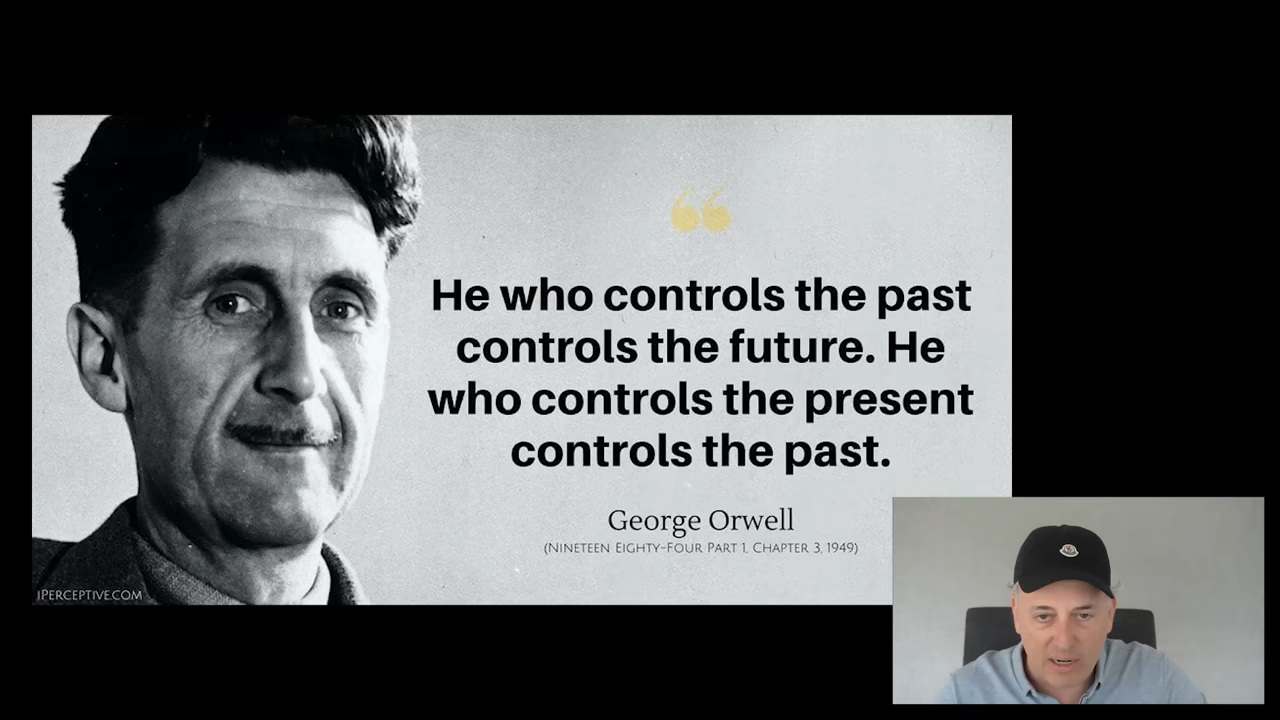 He who controls the past
controls the future. He
who controls the present
controls the past.
George Orwell
(Nineteen Eighty-Four Part 1, Chapter 3, 1949)
iPerceptive.com